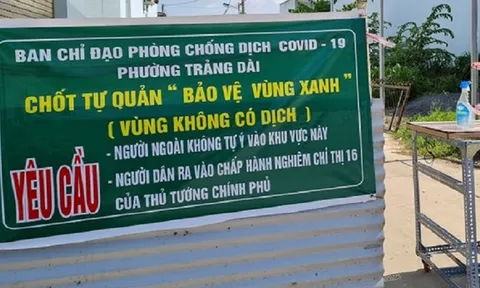 BAN CHỈ ĐẠO PHÒNG CHỐNG DỊCH COVID - 19
PHƯỜNG TRẢNG DÀI
CHỐT TỰ QUẢN “ BẢO VỆ VÙNG XANH ”
( VÙNG KHÔNG CÓ DỊCH )
YÊU CẦU
- NGƯỜI NGOÀI KHÔNG TỰ Ý VÀO KHU VỰC NÀY
- NGƯỜI DÂN RA VÀO CHẤP HÀNH NGHIÊM CHỈ THỊ 16
CỦA THỦ TƯỚNG CHÍNH PHỦ